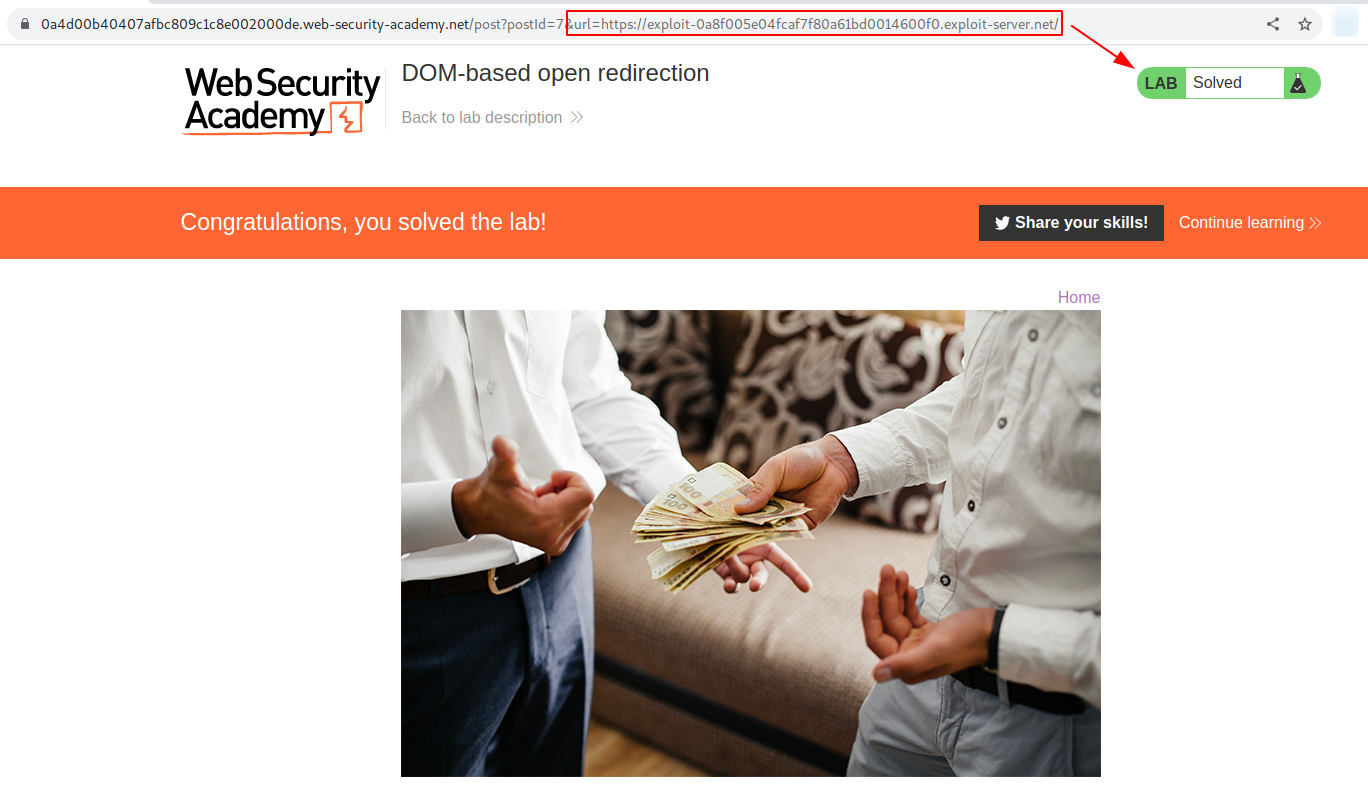 0a4d00b40407afbc809c1c8e002000de.web-security-academy.net/post?postId=7&url=https://exploit-0a8f005e04fcaf7f80a61bd0014600f0.exploit-server.net/
Web Security
Academy
DOM-based open redirection
Back to lab description
LAB Solved
Congratulations, you solved the lab!
Share your skills!
Continue learning
Home
100
100